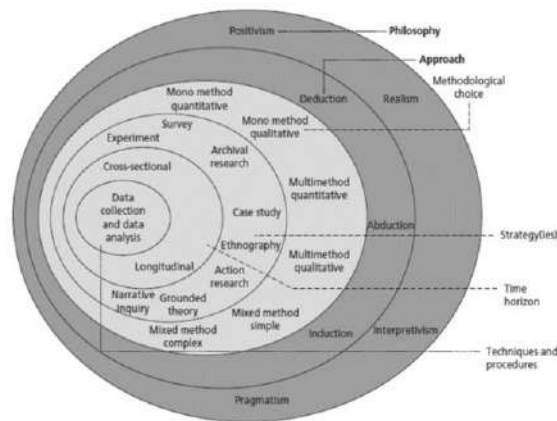 Positivism
Philosophy
Approach
Mono method
quantitative
Deduction
Realism
Methodological
choice
Survey
Mono method
qualitative
Experiment
Archival
research
Cross-sectional
Multimethod
quantitative
Data
collection
and data
analysis
Case study
Abduction
Ethnography
Strategy(ies)
Multimethod
qualitative
Longitudinal
Action
research
Time
horizon
Narrative
inquiry
Grounded
theory
Mixed method
simple
Mixed method
complex
Induction
Interpretivism
Techniques and
procedures
Pragmatism